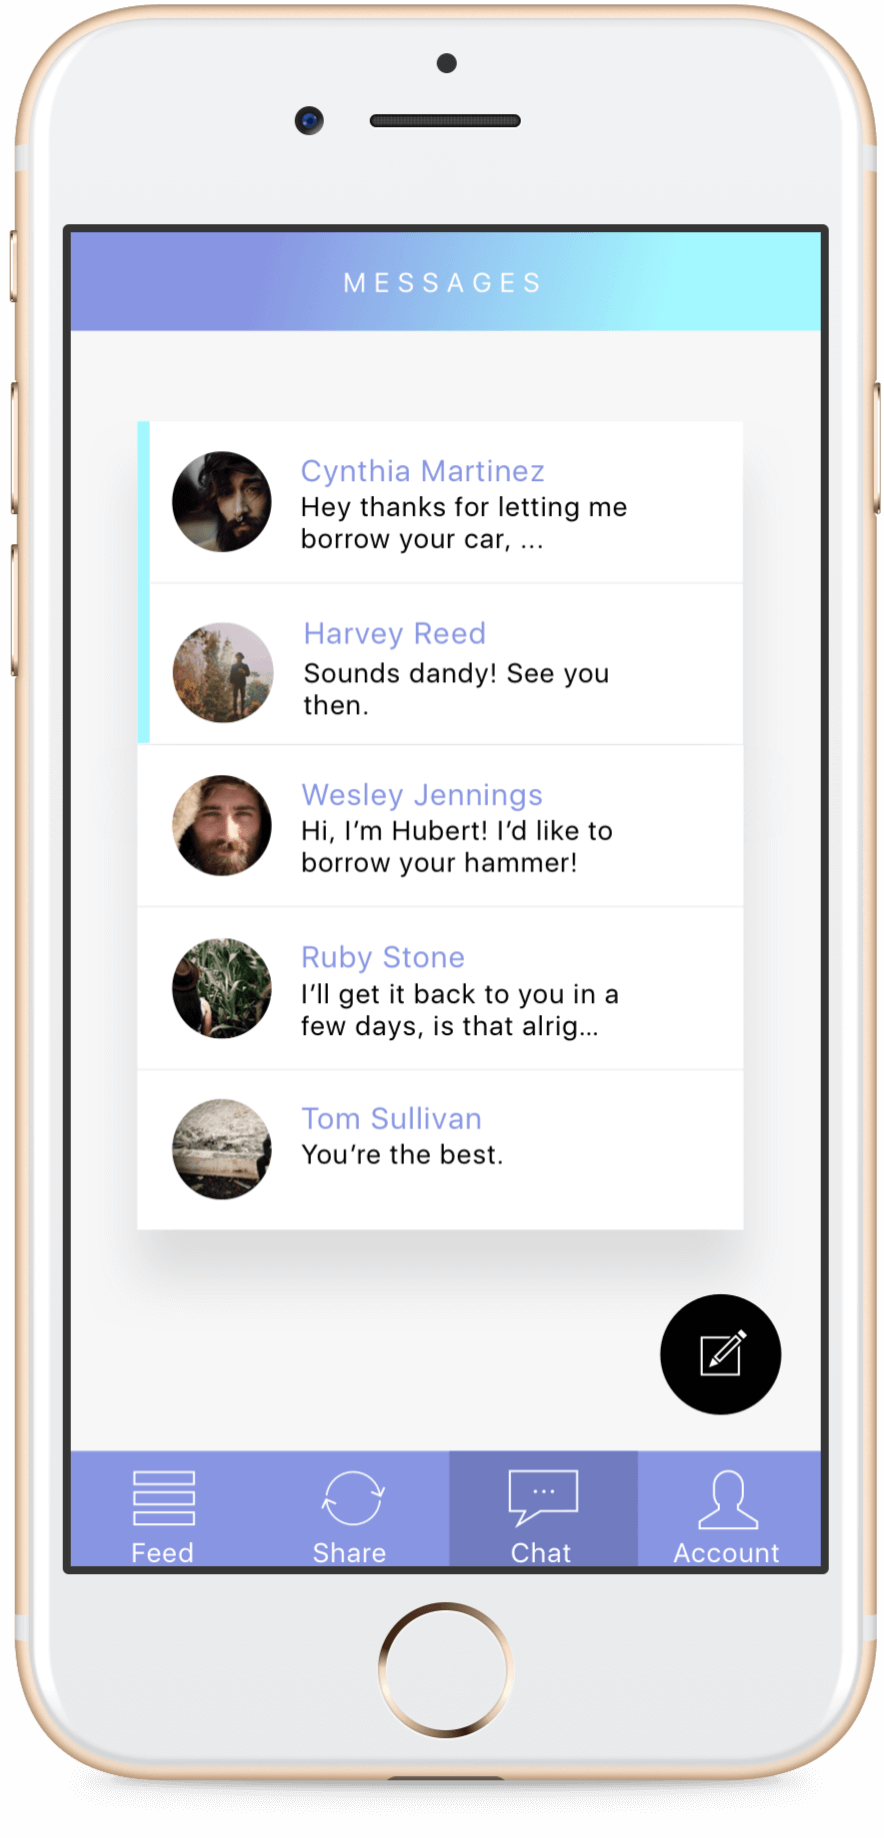 MESSAGES
Cynthia Martinez
Hey thanks for letting me
borrow your car, ...
Harvey Reed
Sounds dandy! See you
then.
Wesley Jennings
Hi, I’m Hubert! I’d like to
borrow your hammer!
Ruby Stone
I’ll get it back to you in a
few days, is that alrig...
Tom Sullivan
You’re the best.
Feed
Share
Chat
Account